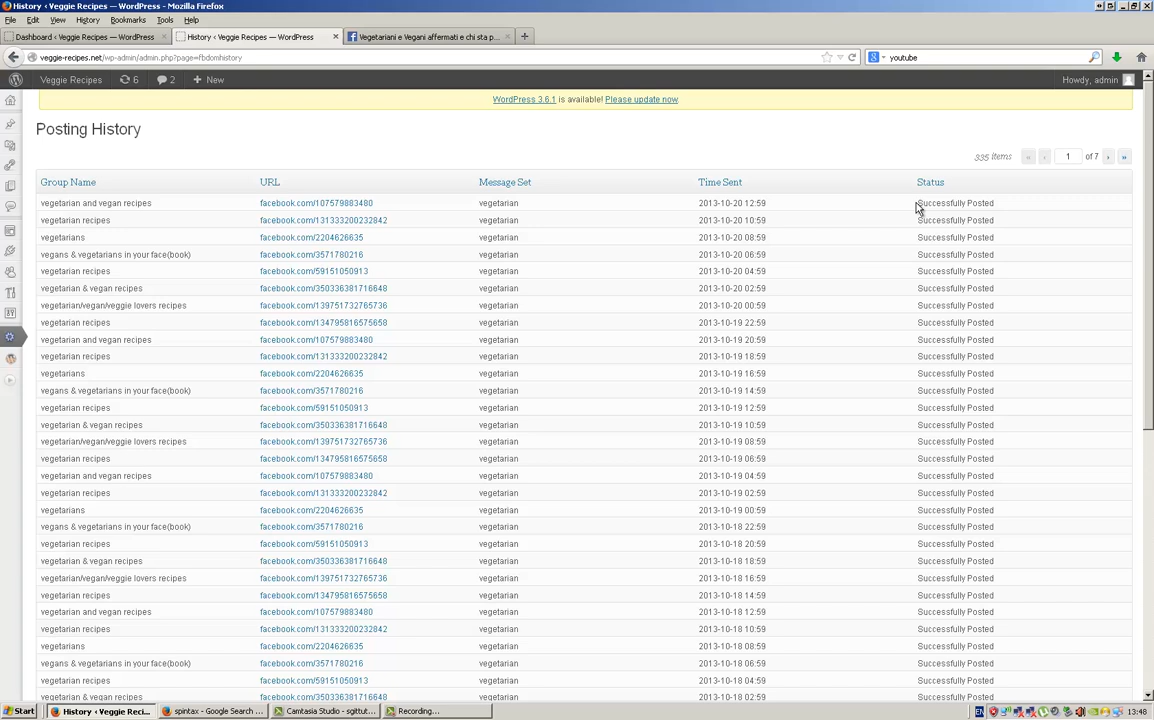 History ‹ Veggie Recipes — WordPress - Mozilla Firefox
File Edit View History Bookmarks Tools Help
Dashboard ‹ Veggie Recipes — WordPress × History ‹ Veggie Recipes — WordPress × Vegetariani e Vegani affermati e chi sta p... × +
veggie-recipes.net/wp-admin/admin.php?page=fbdomhistory youtube
Veggie Recipes 6 2 + New Howdy, admin
WordPress 3.6.1 is available! Please update now.
Posting History
335 items « ‹ 1 of 7 › »
Group Name URL Message Set Time Sent Status
vegetarian and vegan recipes facebook.com/107579883480 vegetarian 2013-10-20 12:59 Successfully Posted
vegetarian recipes facebook.com/131333200232842 vegetarian 2013-10-20 10:59 Successfully Posted
vegetarians facebook.com/2204626635 vegetarian 2013-10-20 08:59 Successfully Posted
vegans & vegetarians in your face(book) facebook.com/3571780216 vegetarian 2013-10-20 06:59 Successfully Posted
vegetarian recipes facebook.com/59151050913 vegetarian 2013-10-20 04:59 Successfully Posted
vegetarian & vegan recipes facebook.com/350336381716648 vegetarian 2013-10-20 02:59 Successfully Posted
vegetarian/vegan/veggie lovers recipes facebook.com/139751732765736 vegetarian 2013-10-20 00:59 Successfully Posted
vegetarian recipes facebook.com/134795816575658 vegetarian 2013-10-19 22:59 Successfully Posted
vegetarian and vegan recipes facebook.com/107579883480 vegetarian 2013-10-19 20:59 Successfully Posted
vegetarian recipes facebook.com/131333200232842 vegetarian 2013-10-19 18:59 Successfully Posted
vegetarians facebook.com/2204626635 vegetarian 2013-10-19 16:59 Successfully Posted
vegans & vegetarians in your face(book) facebook.com/3571780216 vegetarian 2013-10-19 14:59 Successfully Posted
vegetarian recipes facebook.com/59151050913 vegetarian 2013-10-19 12:59 Successfully Posted
vegetarian & vegan recipes facebook.com/350336381716648 vegetarian 2013-10-19 10:59 Successfully Posted
vegetarian/vegan/veggie lovers recipes facebook.com/139751732765736 vegetarian 2013-10-19 08:59 Successfully Posted
vegetarian recipes facebook.com/134795816575658 vegetarian 2013-10-19 06:59 Successfully Posted
vegetarian and vegan recipes facebook.com/107579883480 vegetarian 2013-10-19 04:59 Successfully Posted
vegetarian recipes facebook.com/131333200232842 vegetarian 2013-10-19 02:59 Successfully Posted
vegetarians facebook.com/2204626635 vegetarian 2013-10-19 00:59 Successfully Posted
vegans & vegetarians in your face(book) facebook.com/3571780216 vegetarian 2013-10-18 22:59 Successfully Posted
vegetarian recipes facebook.com/59151050913 vegetarian 2013-10-18 20:59 Successfully Posted
vegetarian & vegan recipes facebook.com/350336381716648 vegetarian 2013-10-18 18:59 Successfully Posted
vegetarian/vegan/veggie lovers recipes facebook.com/139751732765736 vegetarian 2013-10-18 16:59 Successfully Posted
vegetarian recipes facebook.com/134795816575658 vegetarian 2013-10-18 14:59 Successfully Posted
vegetarian and vegan recipes facebook.com/107579883480 vegetarian 2013-10-18 12:59 Successfully Posted
vegetarian recipes facebook.com/131333200232842 vegetarian 2013-10-18 10:59 Successfully Posted
vegetarians facebook.com/2204626635 vegetarian 2013-10-18 08:59 Successfully Posted
vegans & vegetarians in your face(book) facebook.com/3571780216 vegetarian 2013-10-18 06:59 Successfully Posted
vegetarian recipes facebook.com/59151050913 vegetarian 2013-10-18 04:59 Successfully Posted
vegetarian & vegan recipes facebook.com/350336381716648 vegetarian 2013-10-18 02:59 Successfully Posted
Start History ‹ Veggie Reci... spintax - Google Search ... Camtasia Studio - sgittut... Recording... EN 13:48